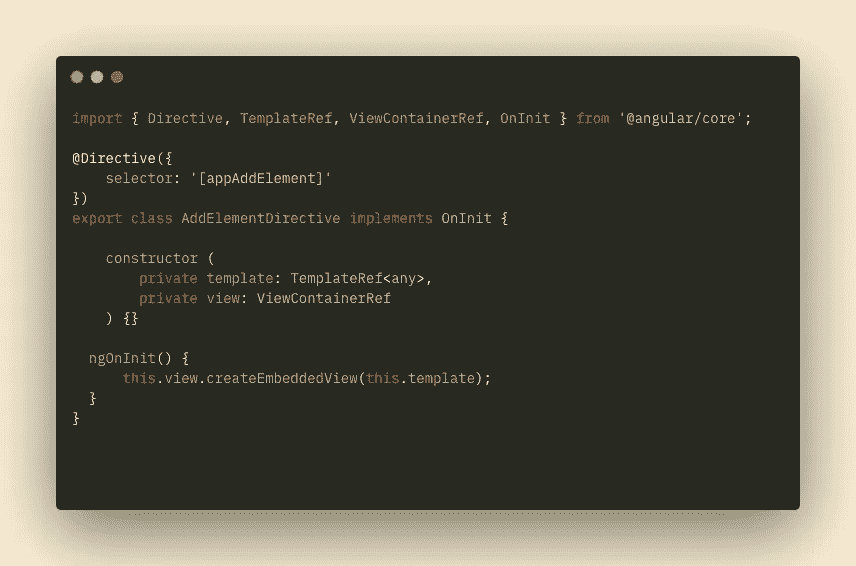 import { Directive, TemplateRef, ViewContainerRef, OnInit } from '@angular/core';
@Directive({
    selector: '[appAddElement]'
})
export class AddElementDirective implements OnInit {
    constructor (
        private template: TemplateRef<any>,
        private view: ViewContainerRef
    ) {}
  ngOnInit() {
      this.view.createEmbeddedView(this.template);
  }
}